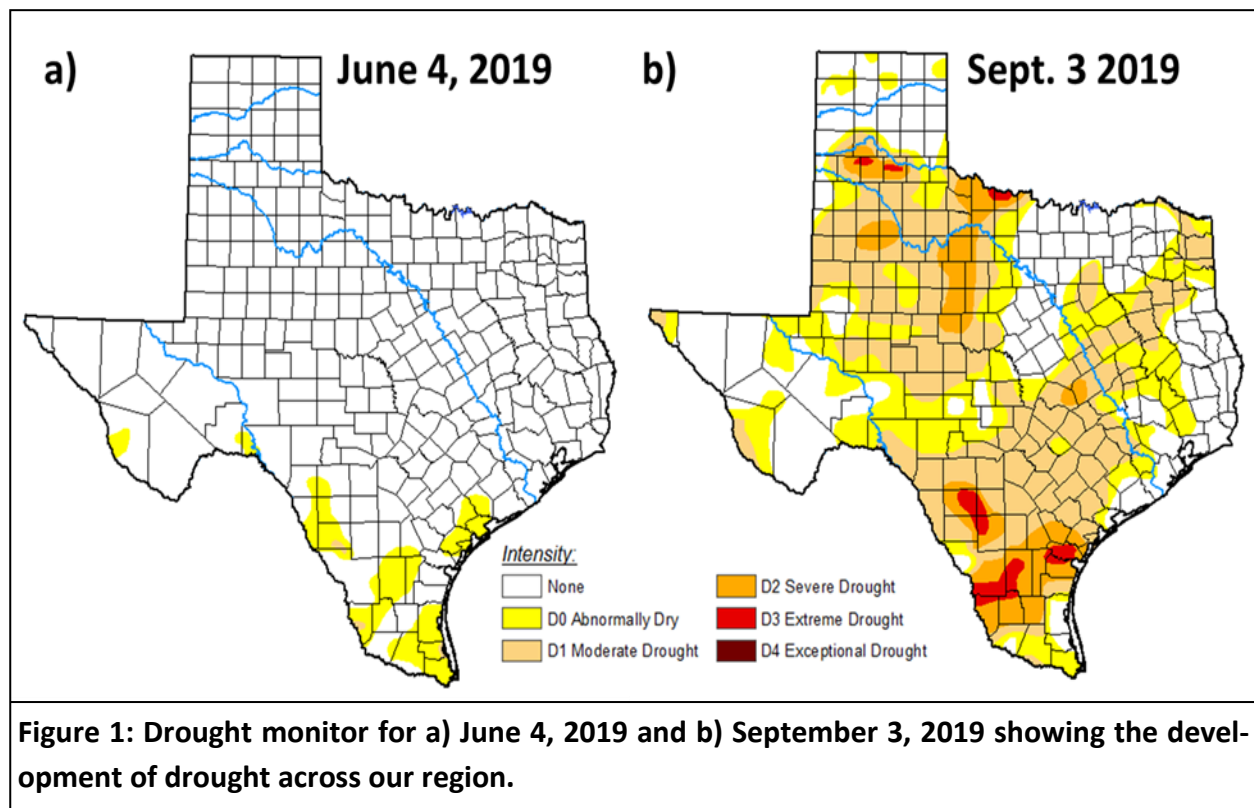 a)
June 4, 2019
b)
Sept. 3 2019
Intensity:
None
D0 Abnormally Dry
D1 Moderate Drought
D2 Severe Drought
D3 Extreme Drought
D4 Exceptional Drought
Figure 1: Drought monitor for a) June 4, 2019 and b) September 3, 2019 showing the devel-
opment of drought across our region.